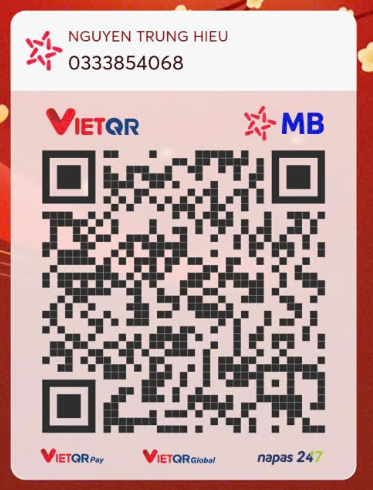 NGUYEN TRUNG HIEU
0333854068
VIETQR MB
VIETQR Pay VIETQR Global napas 247